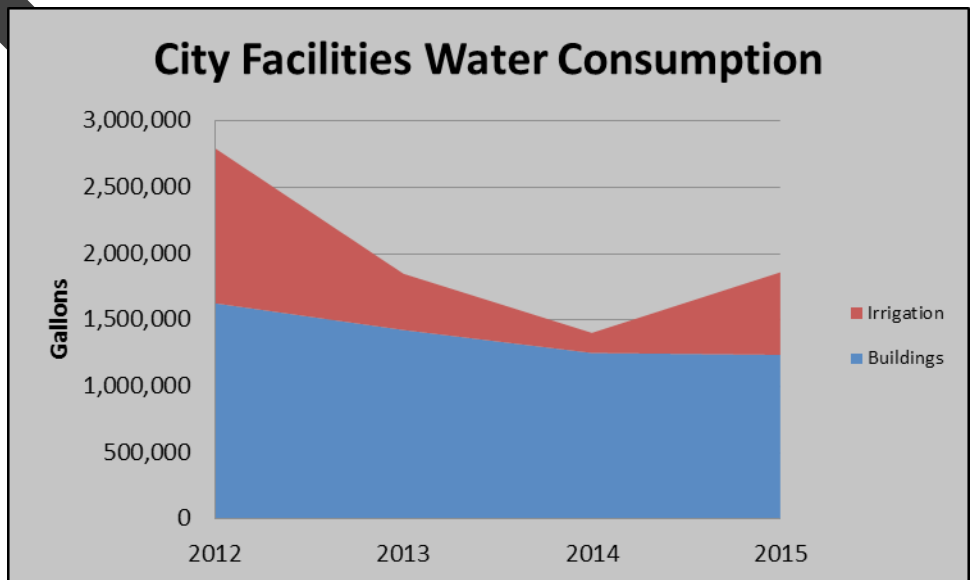 City Facilities Water Consumption
3,000,000
2,500,000
2,000,000
1,500,000
1,000,000
500,000
0
Gallons
2012 2013 2014 2015
Irrigation
Buildings